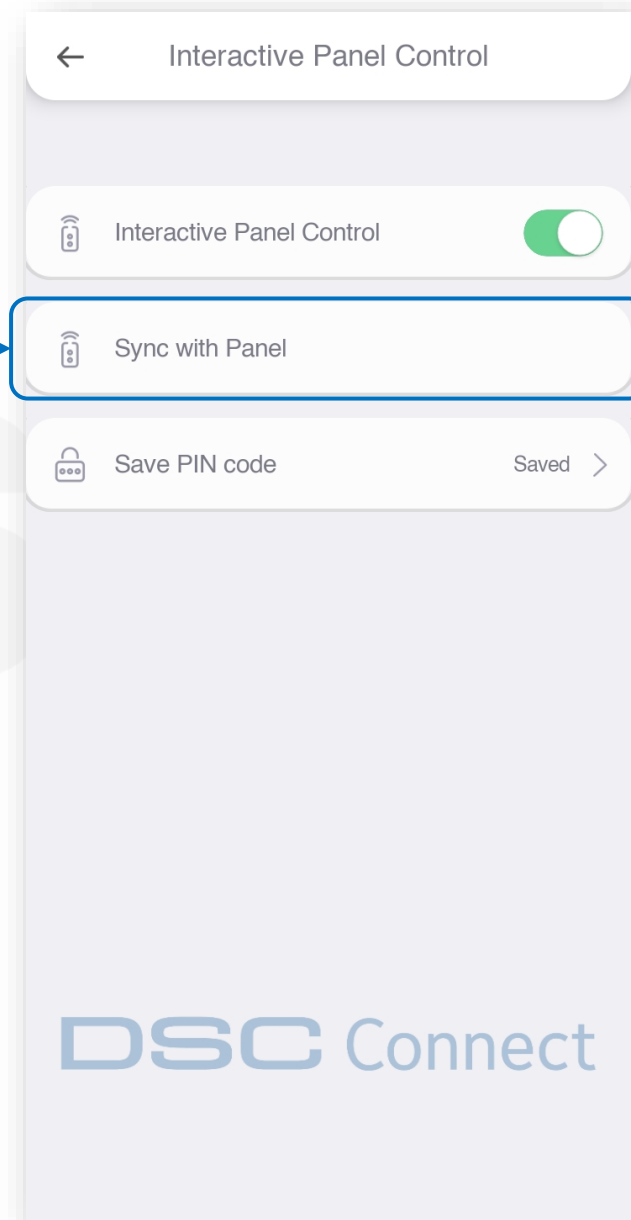 Interactive Panel Control
Interactive Panel Control
Sync with Panel
Save PIN code Saved
DSC Connect